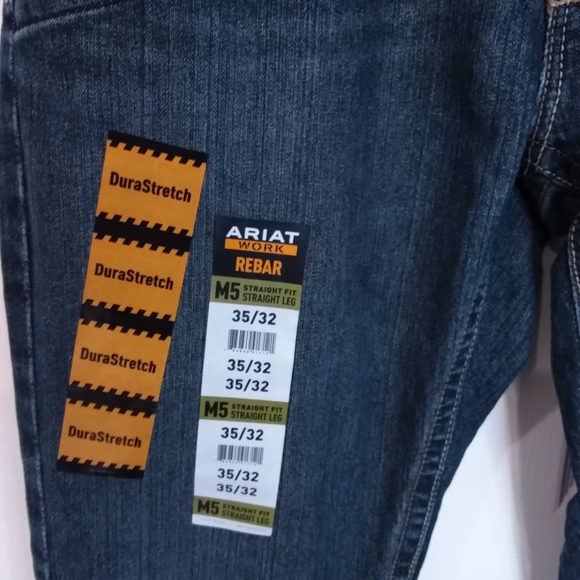 DuraStretch
DuraStretch
DuraStretch
DuraStretch
ARIAT
WORK
REBAR
M5 STRAIGHT FIT
STRAIGHT LEG
35/32
35/32
35/32
M5 STRAIGHT FIT
STRAIGHT LEG
35/32
35/32
35/32
M5 STRAIGHT FIT
STRAIGHT LEG